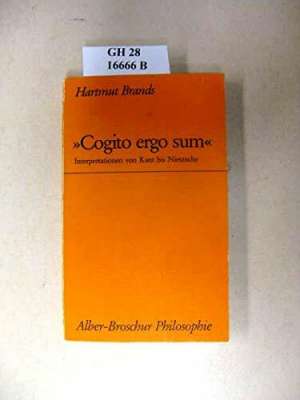 GH 28
16666 B
Hartmut Brands
»Cogito ergo sum«
Interpretationen von Kant bis Nietzsche
Alber-Broschur Philosophie